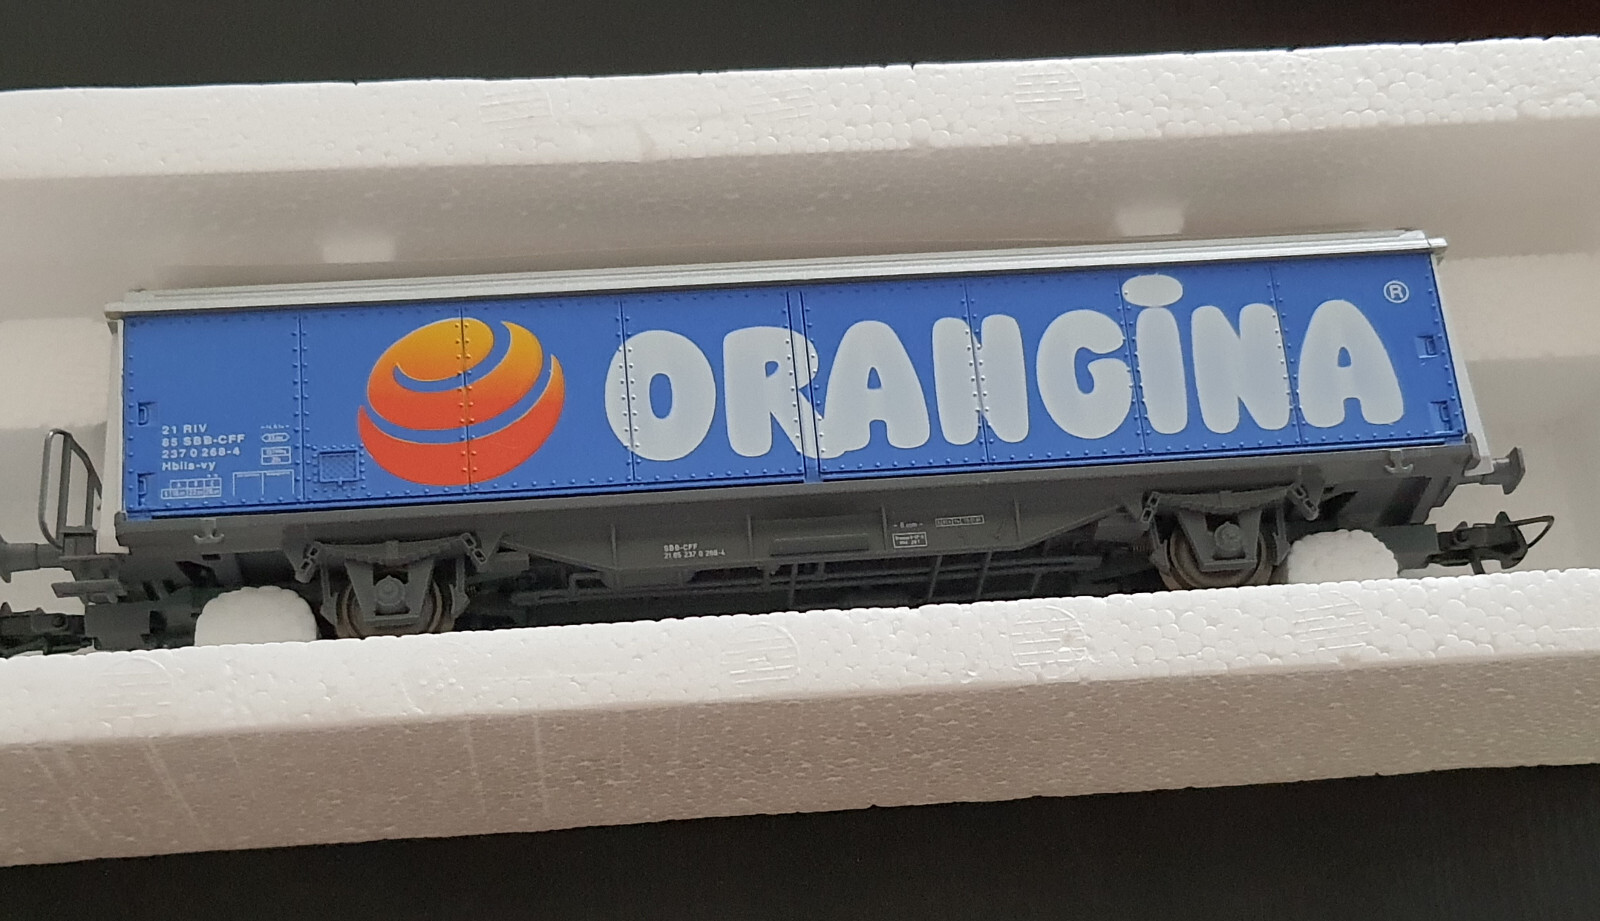 ORANGINA
®
21 RIV
85 SBB-CFF
237 0 268-4
Hbils-vy
A B C
SBB-CFF
21 85 237 0 268-4